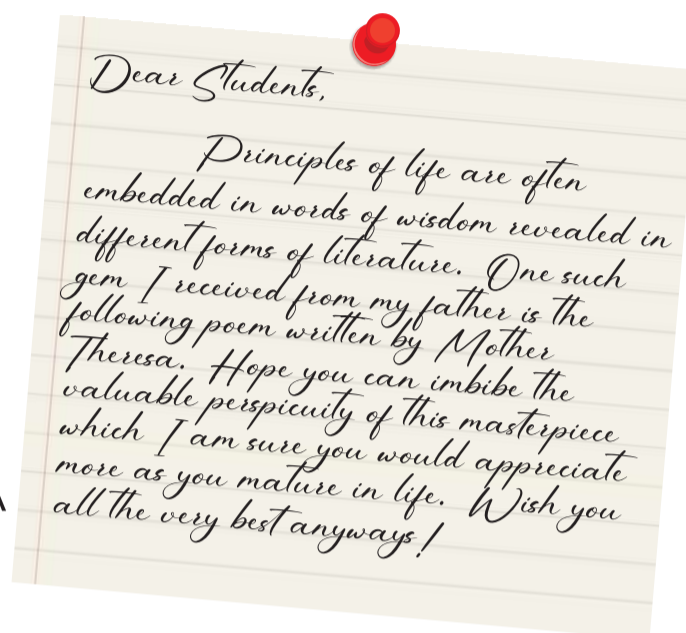 Dear Students,
Principles of life are often
embedded in words of wisdom revealed in
different forms of literature. One such
gem I received from my father is the
following poem written by Mother
Theresa. Hope you can imbibe the
valuable perspicuity of this masterpiece
which I am sure you would appreciate
more as you mature in life. Wish you
all the very best anyways!